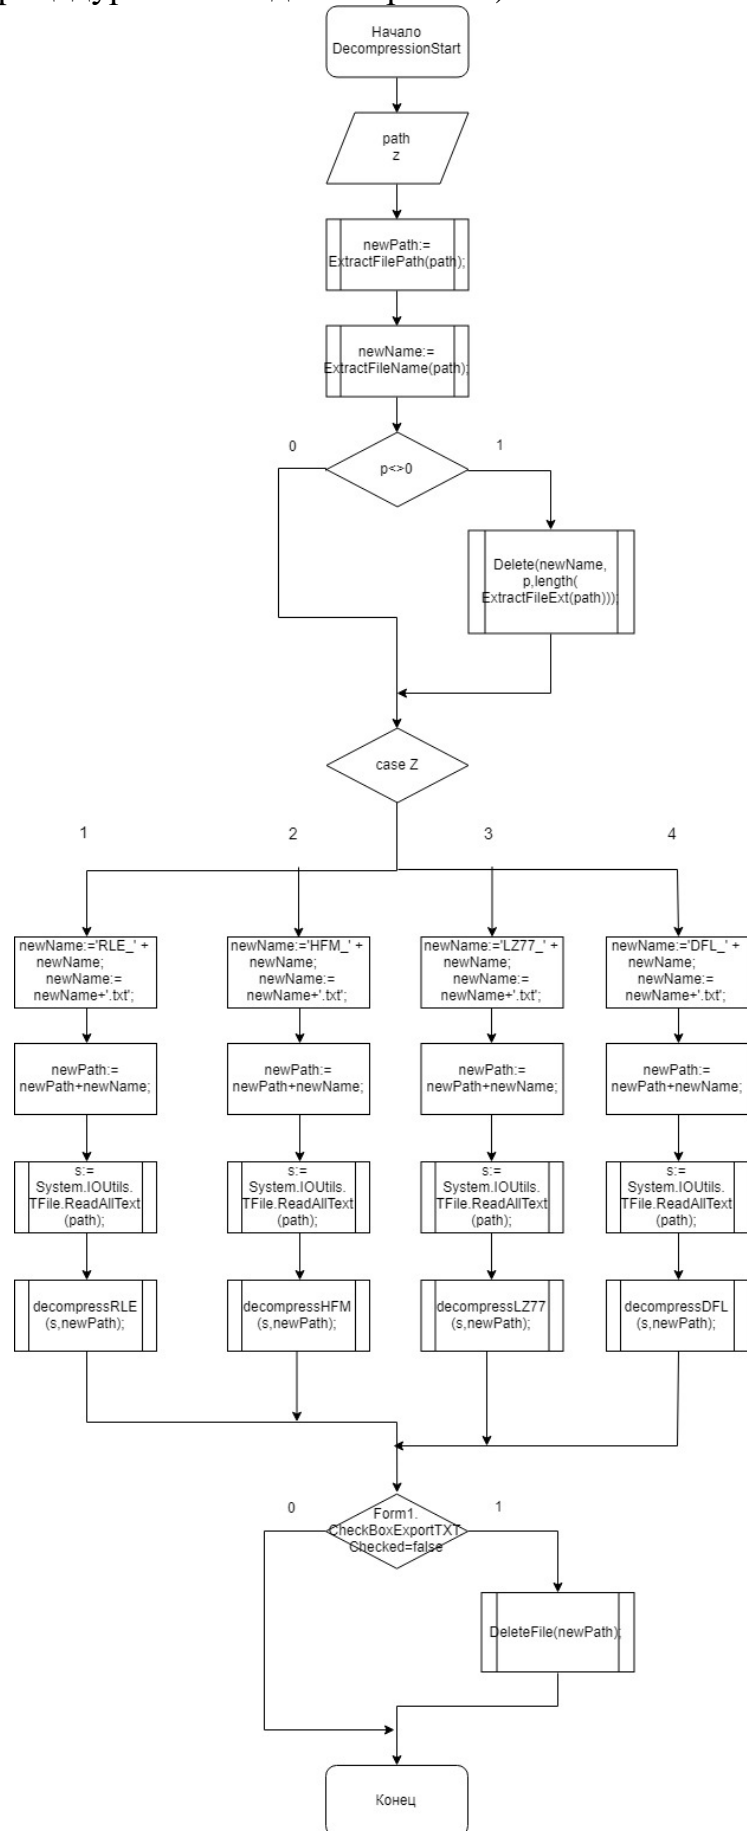 Начало
DecompressionStart
path
z
newPath:=
ExtractFilePath(path);
newName:=
ExtractFileName(path);
0
1
p<>0
Delete(newName,
p,length(
ExtractFileExt(path)));
case Z
1
2
3
4
newName:='RLE_' +
newName;
newName:=
newName+'.txt';
newName:='HFM_' +
newName;
newName:=
newName+'.txt';
newName:='LZ77_' +
newName;
newName:=
newName+'.txt';
newName:='DFL_' +
newName;
newName:=
newName+'.txt';
newPath:=
newPath+newName;
newPath:=
newPath+newName;
newPath:=
newPath+newName;
newPath:=
newPath+newName;
s:=
System.IOUtils.
TFile.ReadAllText
(path);
s:=
System.IOUtils.
TFile.ReadAllText
(path);
s:=
System.IOUtils.
TFile.ReadAllText
(path);
s:=
System.IOUtils.
TFile.ReadAllText
(path);
decompressRLE
(s,newPath);
decompressHFM
(s,newPath);
decompressLZ77
(s,newPath);
decompressDFL
(s,newPath);
0
1
Form1.
CheckBoxExportTXT
Checked=false
DeleteFile(newPath);
Конец